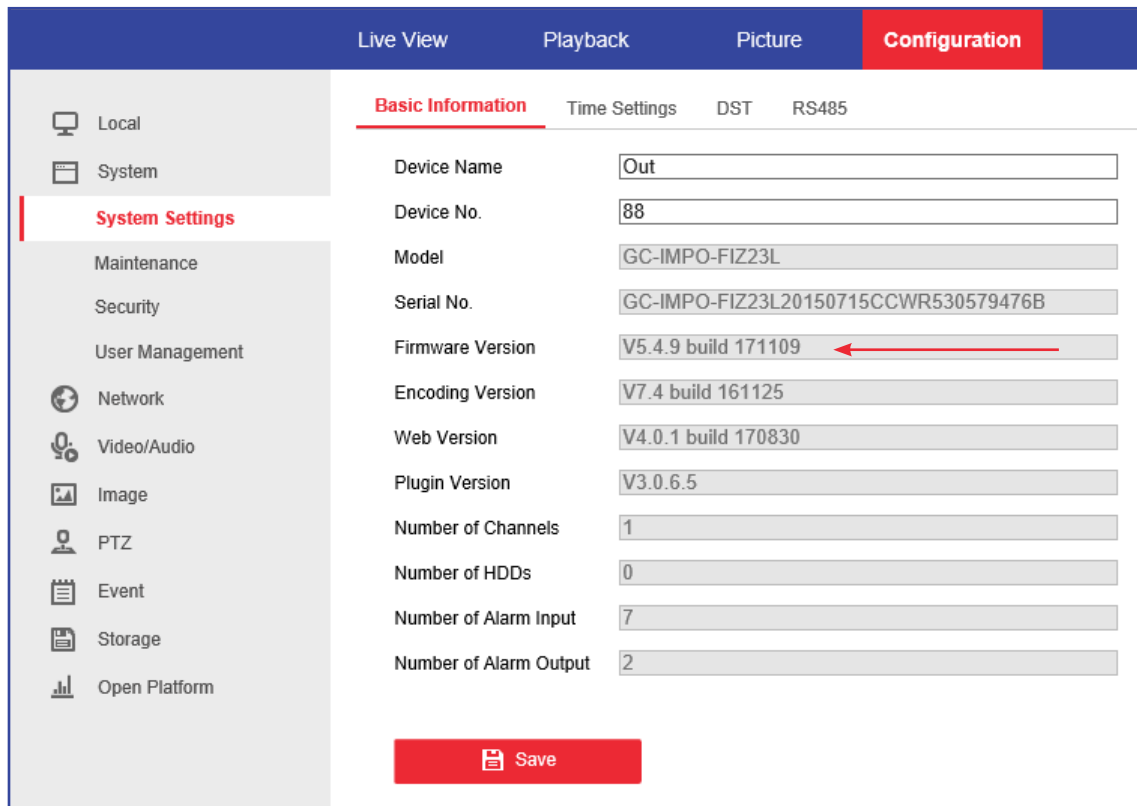 Live View Playback Picture Configuration
Basic Information Time Settings DST RS485
Local
System
System Settings
Maintenance
Security
User Management
Network
Video/Audio
Image
PTZ
Event
Storage
Open Platform
Device Name Out
Device No. 88
Model GC-IMPO-FIZ23L
Serial No. GC-IMPO-FIZ23L20150715CCWR530579476B
Firmware Version V5.4.9 build 171109
Encoding Version V7.4 build 161125
Web Version V4.0.1 build 170830
Plugin Version V3.0.6.5
Number of Channels 1
Number of HDDs 0
Number of Alarm Input 7
Number of Alarm Output 2
Save